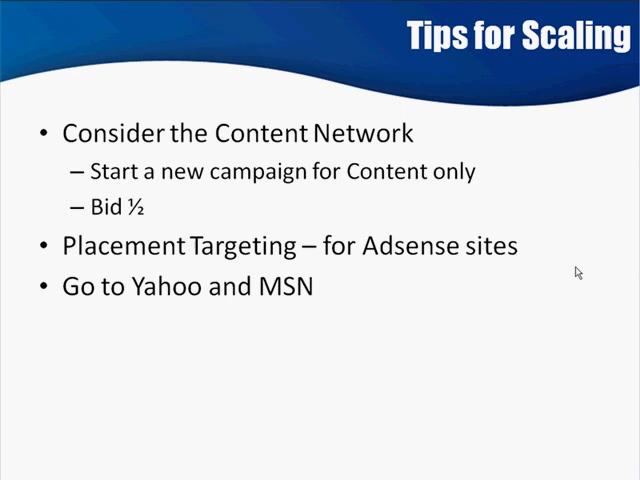 Tips for Scaling
• Consider the Content Network
– Start a new campaign for Content only
– Bid ½
• Placement Targeting – for Adsense sites
• Go to Yahoo and MSN